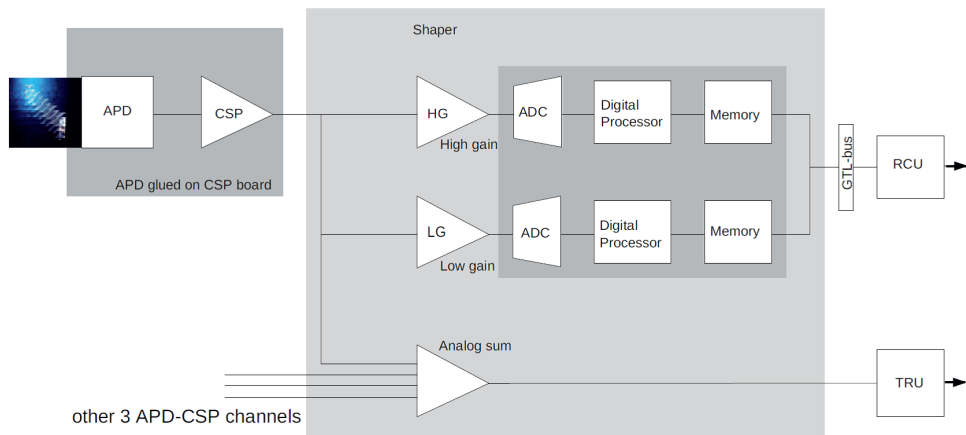 Shaper
APD
CSP
APD glued on CSP board
HG
High gain
ADC
Digital
Processor
Memory
LG
Low gain
ADC
Digital
Processor
Memory
GTL-bus
RCU
Analog sum
other 3 APD-CSP channels
TRU